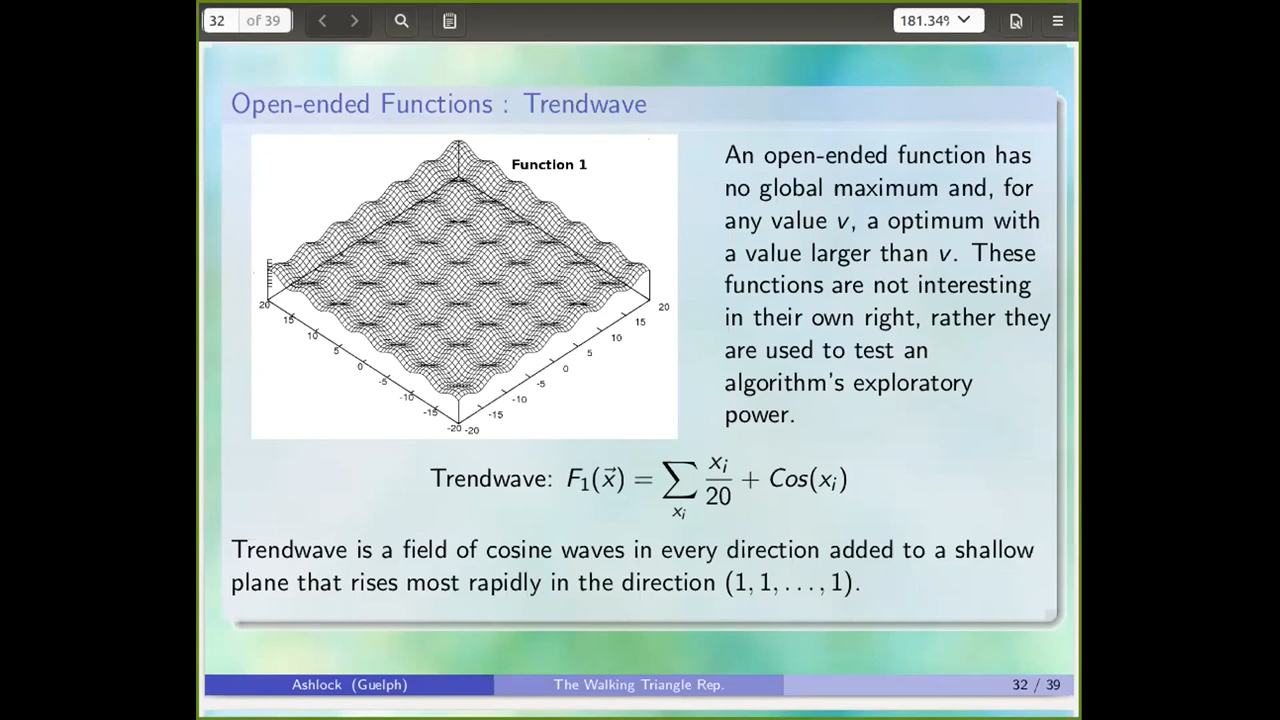 32 of 39
181.34%
Open-ended Functions : Trendwave
Function 1
20
15
10
5
0
-5
-10
-15
-20
-20
-15
-10
-5
0
5
10
15
20
An open-ended function has
no global maximum and, for
any value v, a optimum with
a value larger than v. These
functions are not interesting
in their own right, rather they
are used to test an
algorithm's exploratory
power.
Trendwave: F₁(x⃗) = ∑_{xᵢ} xᵢ/20 + Cos(xᵢ)
Trendwave is a field of cosine waves in every direction added to a shallow
plane that rises most rapidly in the direction (1, 1, . . . , 1).
Ashlock (Guelph)
The Walking Triangle Rep.
32 / 39